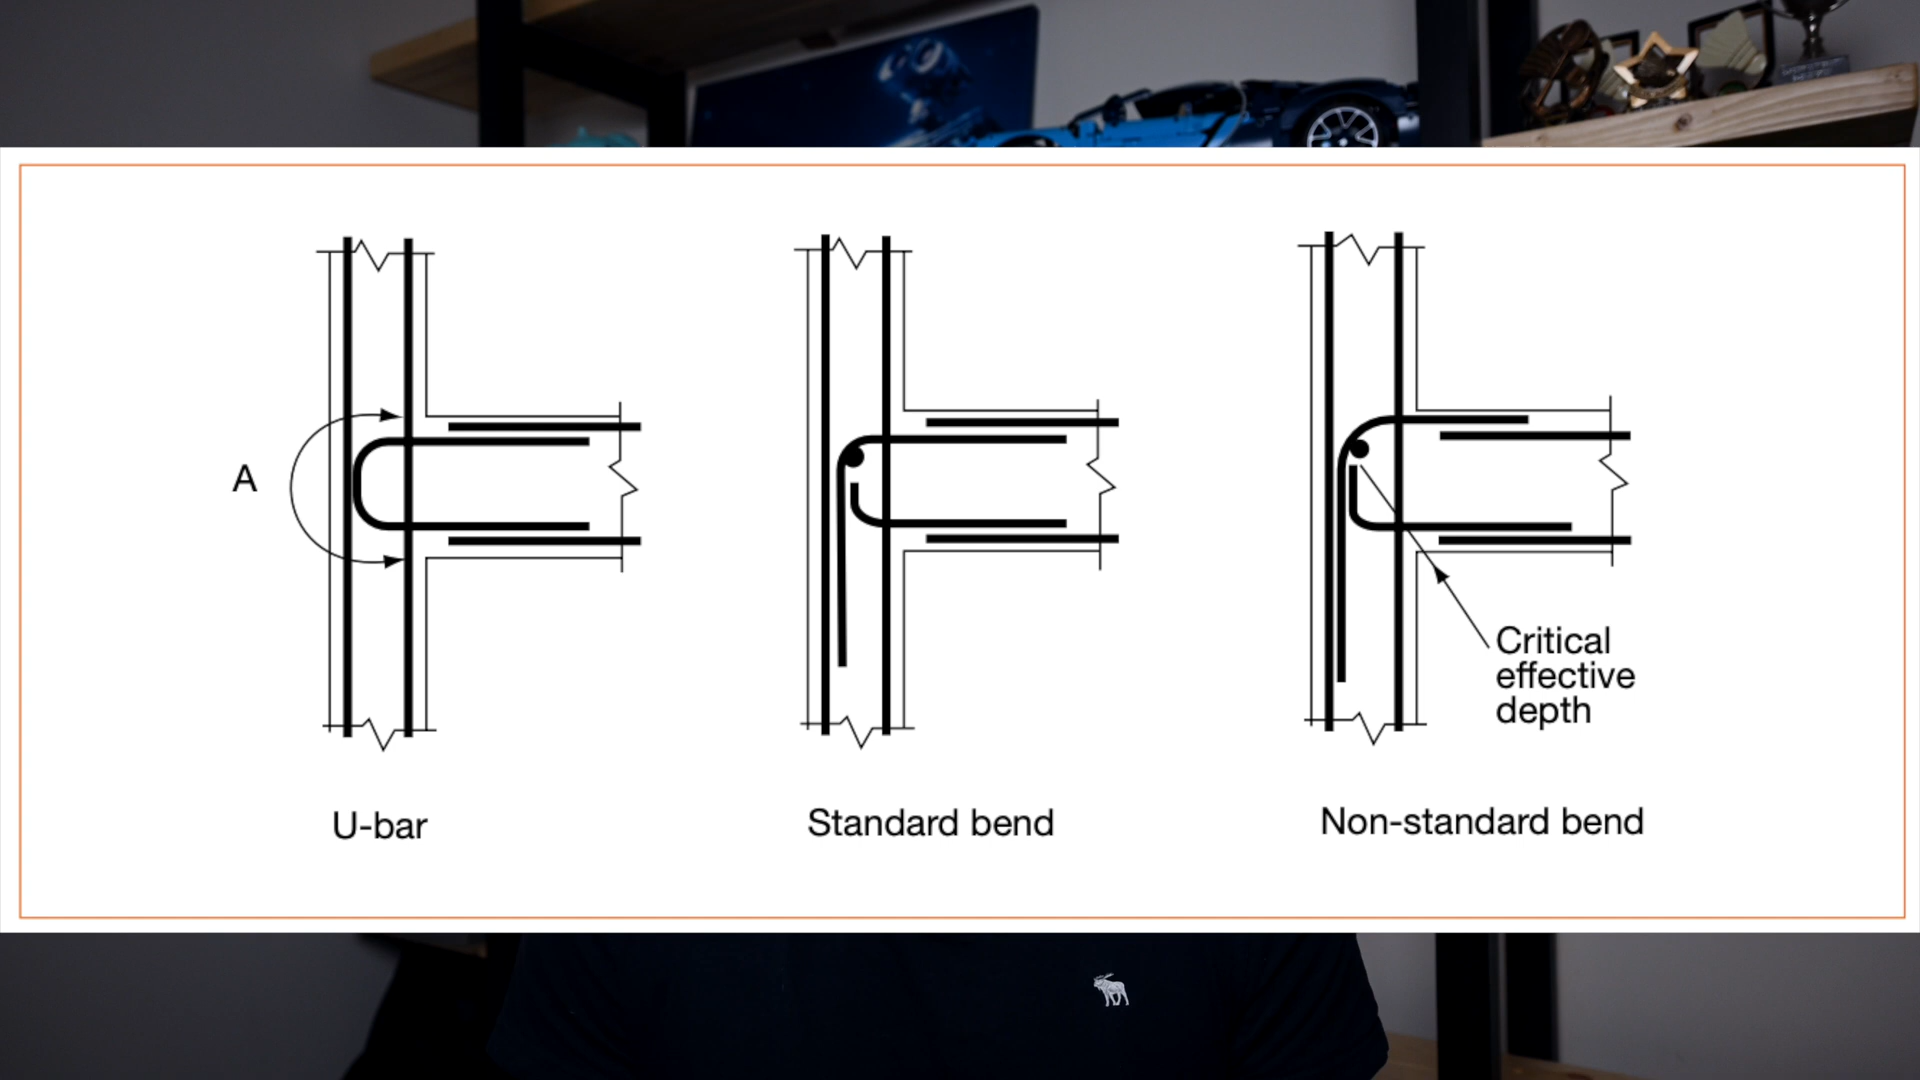 A
Critical
effective
depth
U-bar
Standard bend
Non-standard bend